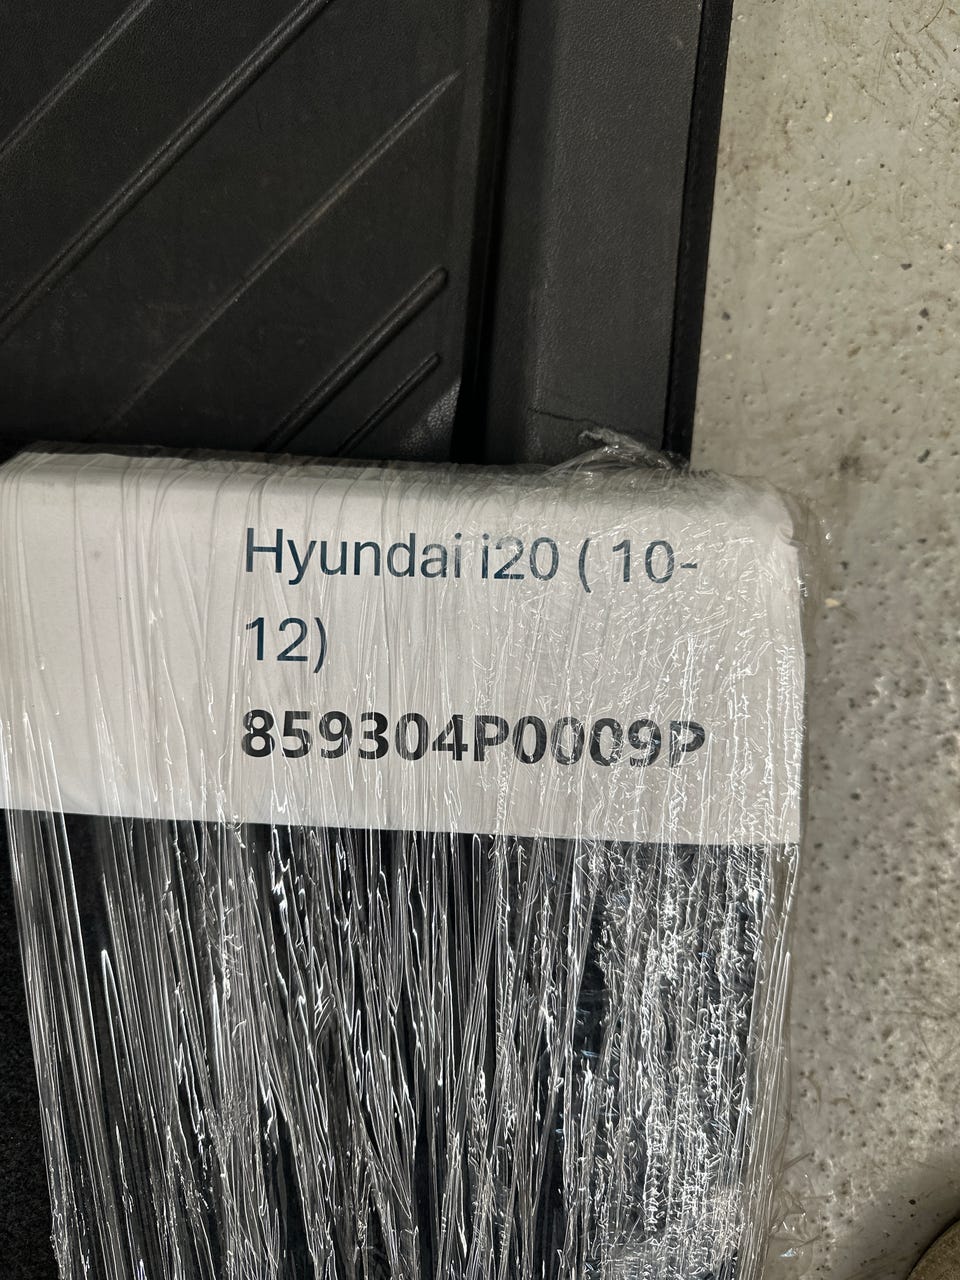 Hyundai i20 ( 10-
12)
859304P0009P